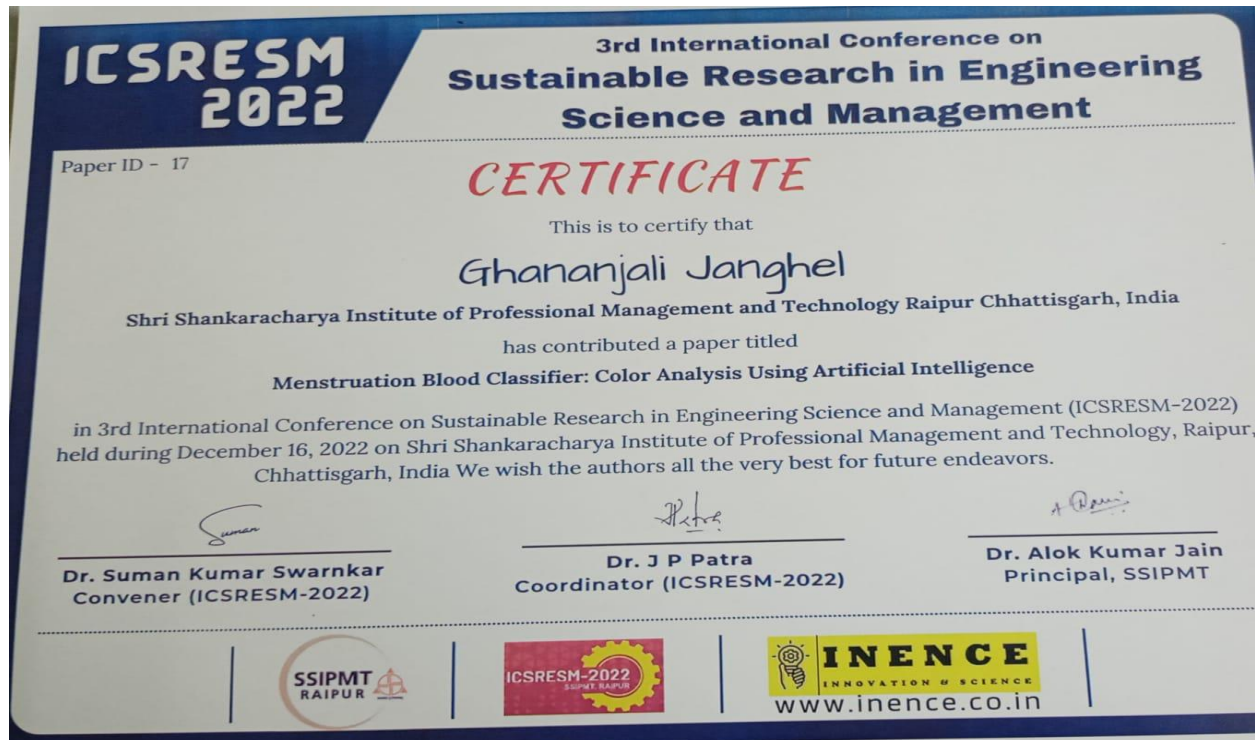 ICSRESM
2022
3rd International Conference on
Sustainable Research in Engineering
Science and Management
Paper ID - 17
CERTIFICATE
This is to certify that
Ghananjali Janghel
Shri Shankaracharya Institute of Professional Management and Technology Raipur Chhattisgarh, India
has contributed a paper titled
Menstruation Blood Classifier: Color Analysis Using Artificial Intelligence
in 3rd International Conference on Sustainable Research in Engineering Science and Management (ICSRESM-2022)
held during December 16, 2022 on Shri Shankaracharya Institute of Professional Management and Technology, Raipur,
Chhattisgarh, India We wish the authors all the very best for future endeavors.
Suman
Dr. Suman Kumar Swarnkar
Convener (ICSRESM-2022)
Dr. J P Patra
Coordinator (ICSRESM-2022)
Dr. Alok Kumar Jain
Principal, SSIPMT
SSIPMT
RAIPUR
ICSRESM-2022
SSIPMT, RAIPUR
INENCE
INNOVATION & SCIENCE
www.inence.co.in